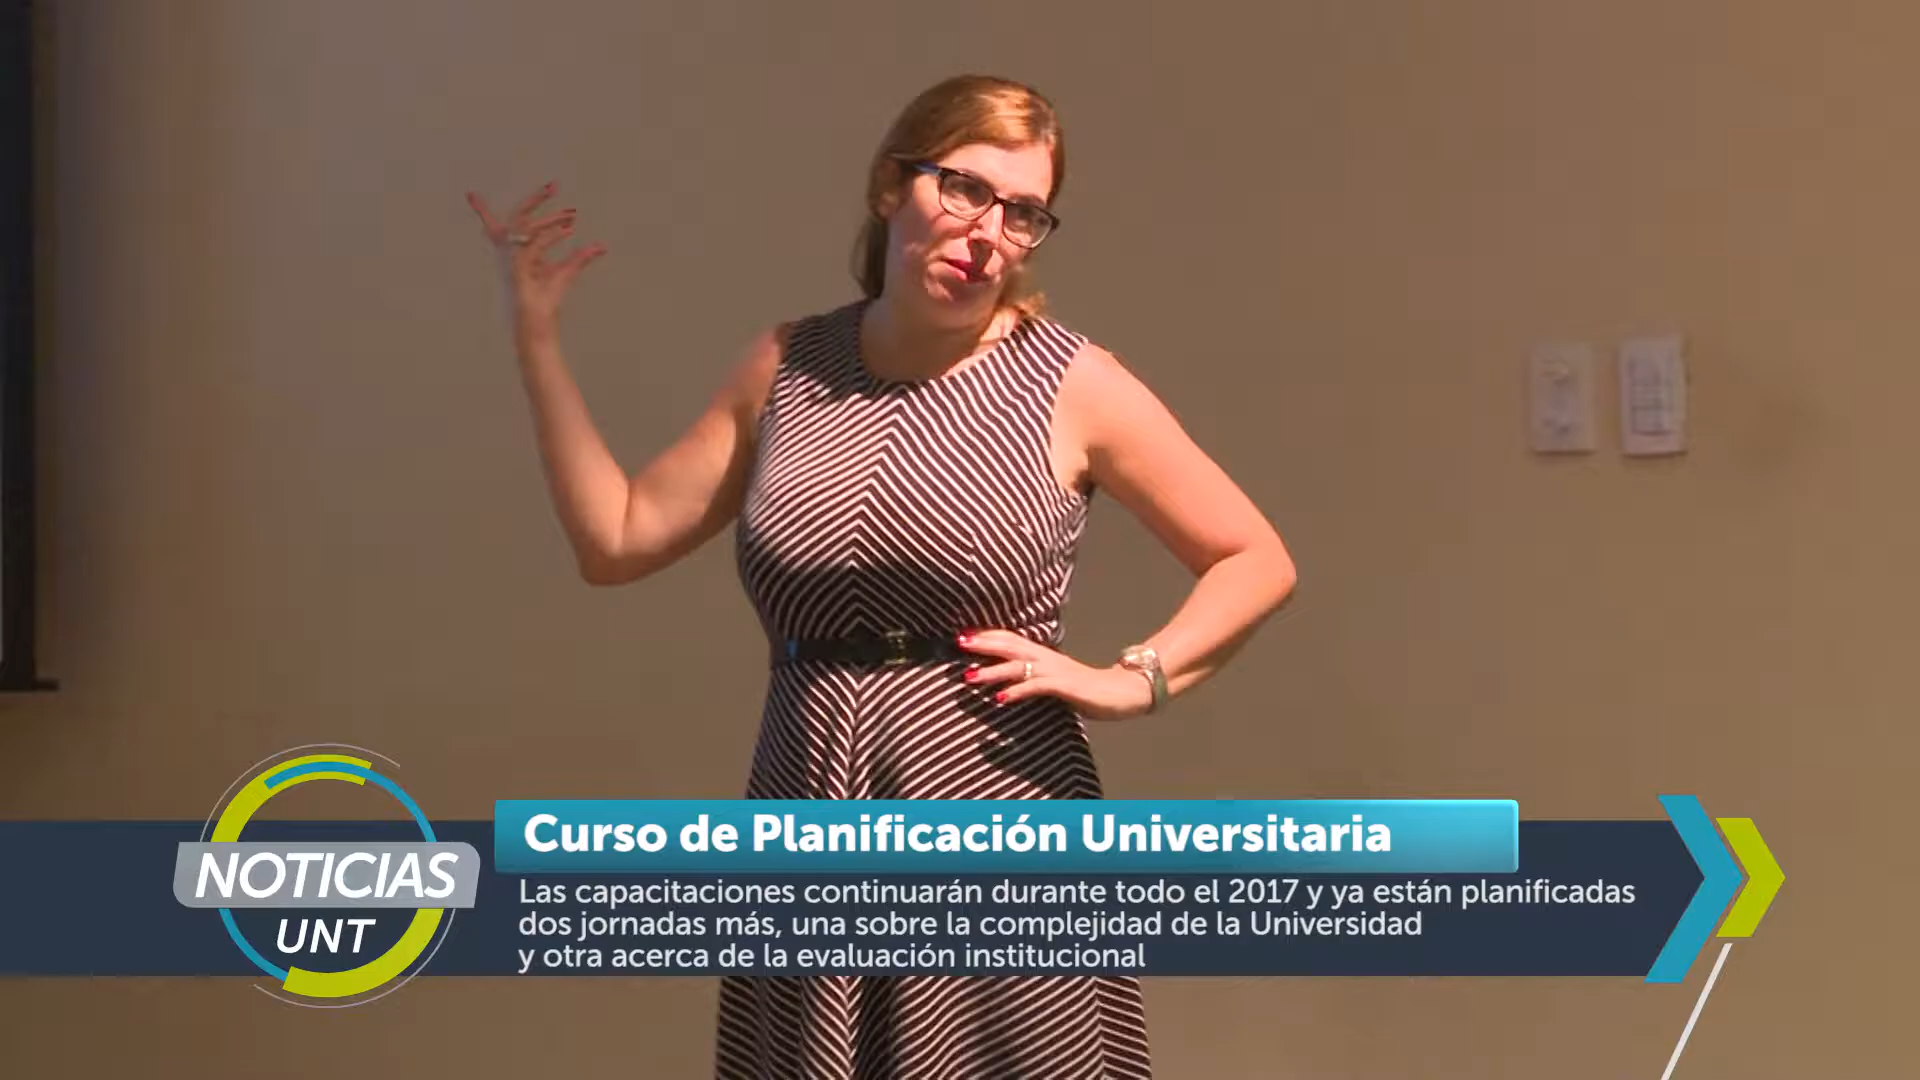 NOTICIAS
UNT
Curso de Planificación Universitaria
Las capacitaciones continuarán durante todo el 2017 y ya están planificadas
dos jornadas más, una sobre la complejidad de la Universidad
y otra acerca de la evaluación institucional